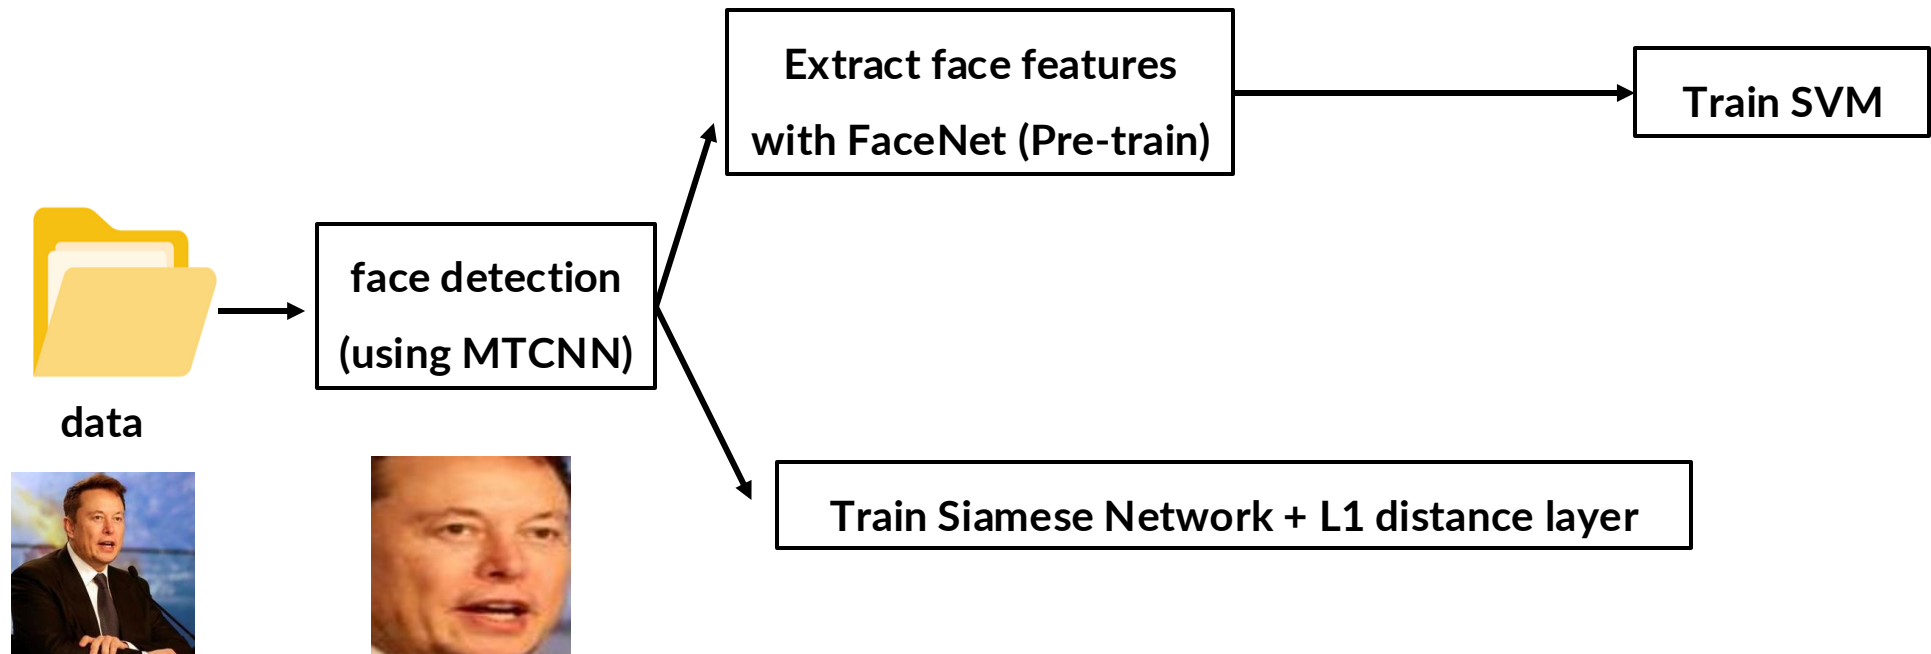 Extract face features
with FaceNet (Pre-train)
Train SVM
face detection
(using MTCNN)
data
Train Siamese Network + L1 distance layer